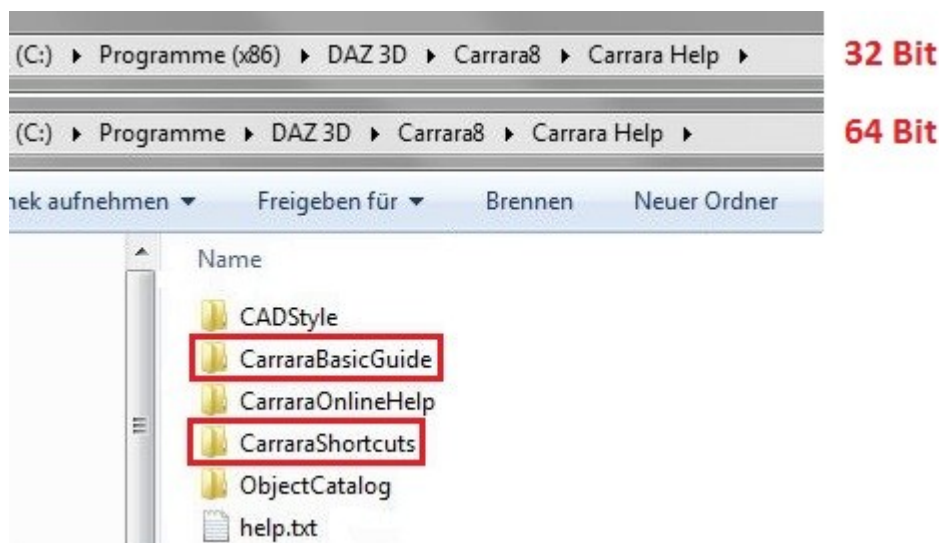 (C:) ▸ Programme (x86) ▸ DAZ 3D ▸ Carrara8 ▸ Carrara Help ▸ 32 Bit
(C:) ▸ Programme ▸ DAZ 3D ▸ Carrara8 ▸ Carrara Help ▸ 64 Bit
aufnehmen Freigeben für Brennen Neuer Ordner
Name
CADStyle
CarraraBasicGuide
CarraraOnlineHelp
CarraraShortcuts
ObjectCatalog
help.txt